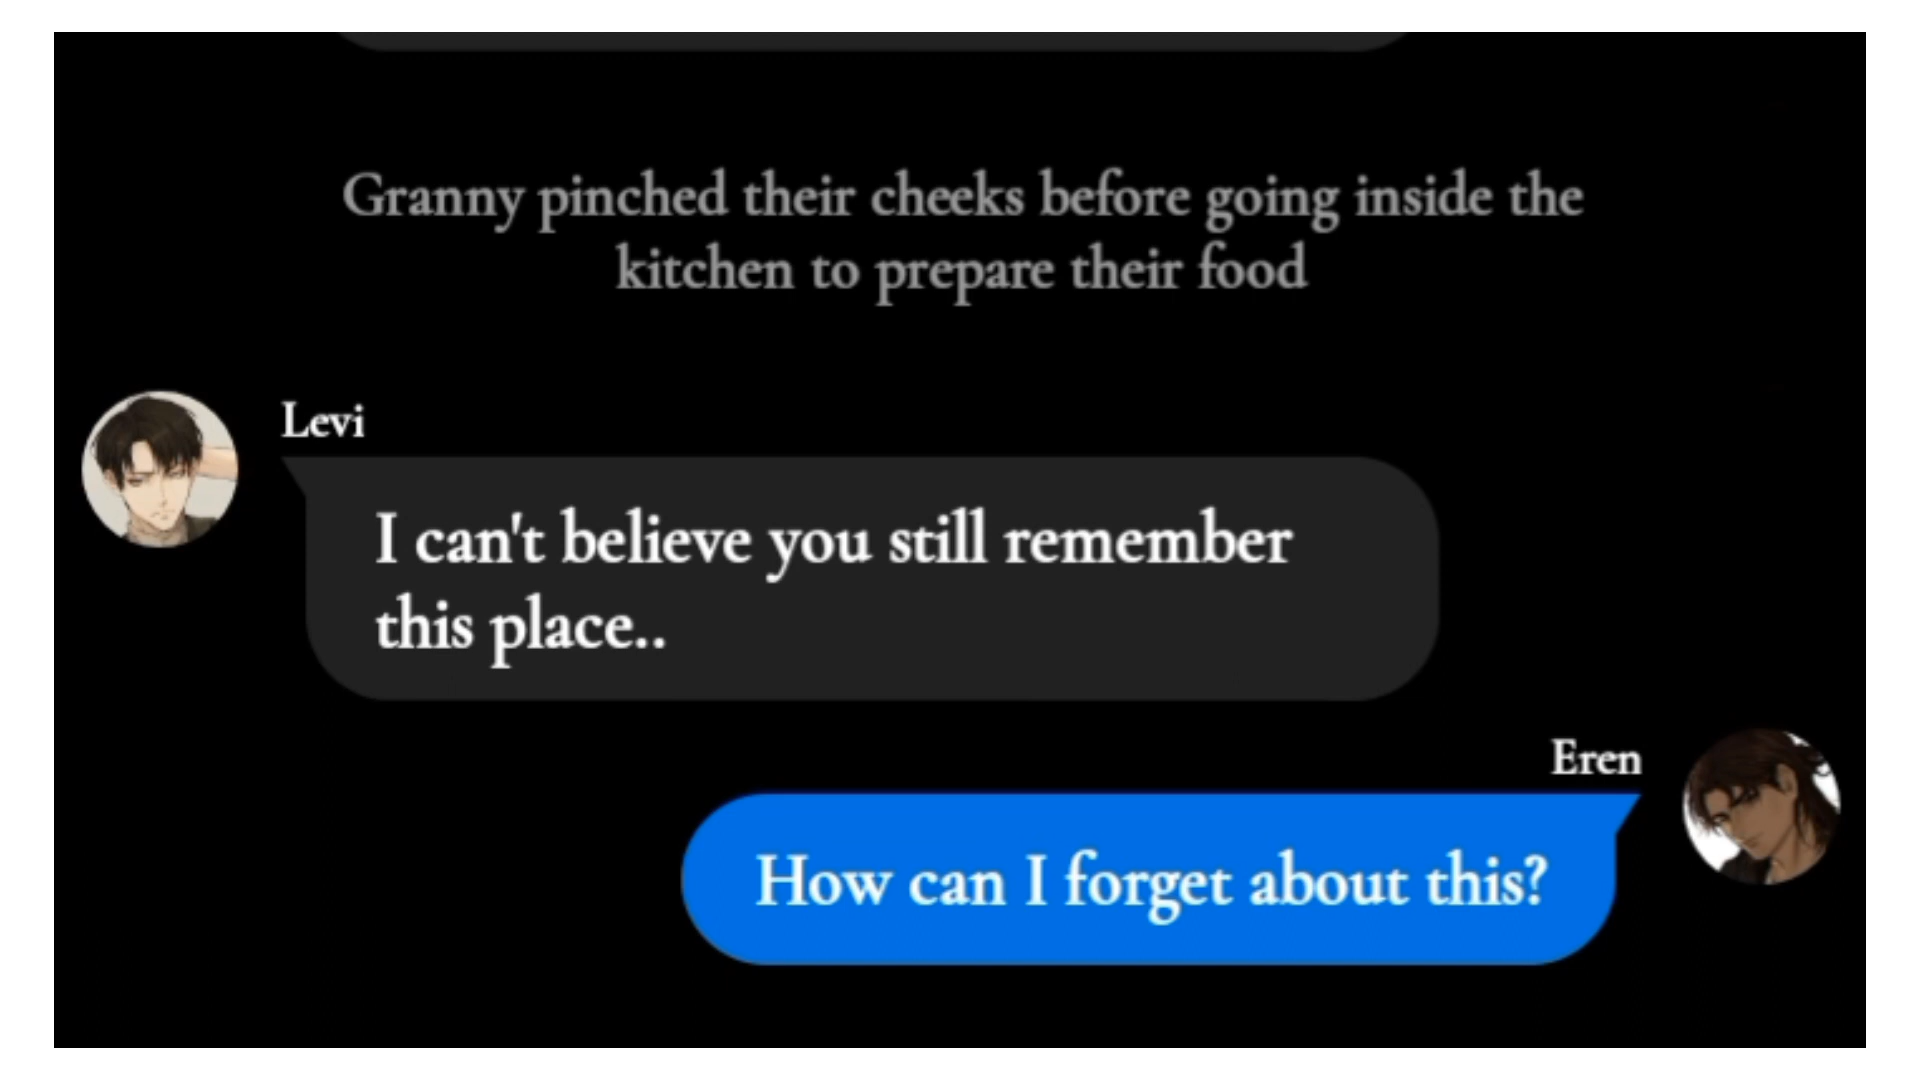 Granny pinched their cheeks before going inside the
kitchen to prepare their food
Levi
I can't believe you still remember
this place..
Eren
How can I forget about this?